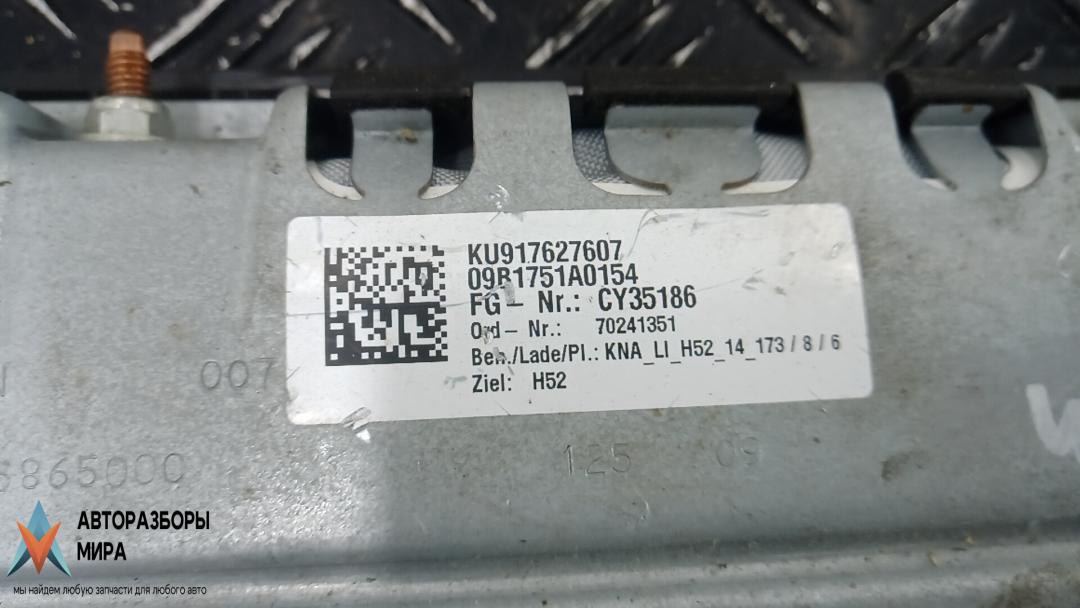 KU917627607
09B1751A0154
FG- Nr.: CY35186
Ord- Nr.: 70241351
Beh./Lade/Pl.: KNA_LI_H52_14_173 / 8 / 6
Ziel: H52
007
865000
125 09
АВТОРАЗБОРЫ
МИРА
мы найдем любую запчасти для любого авто